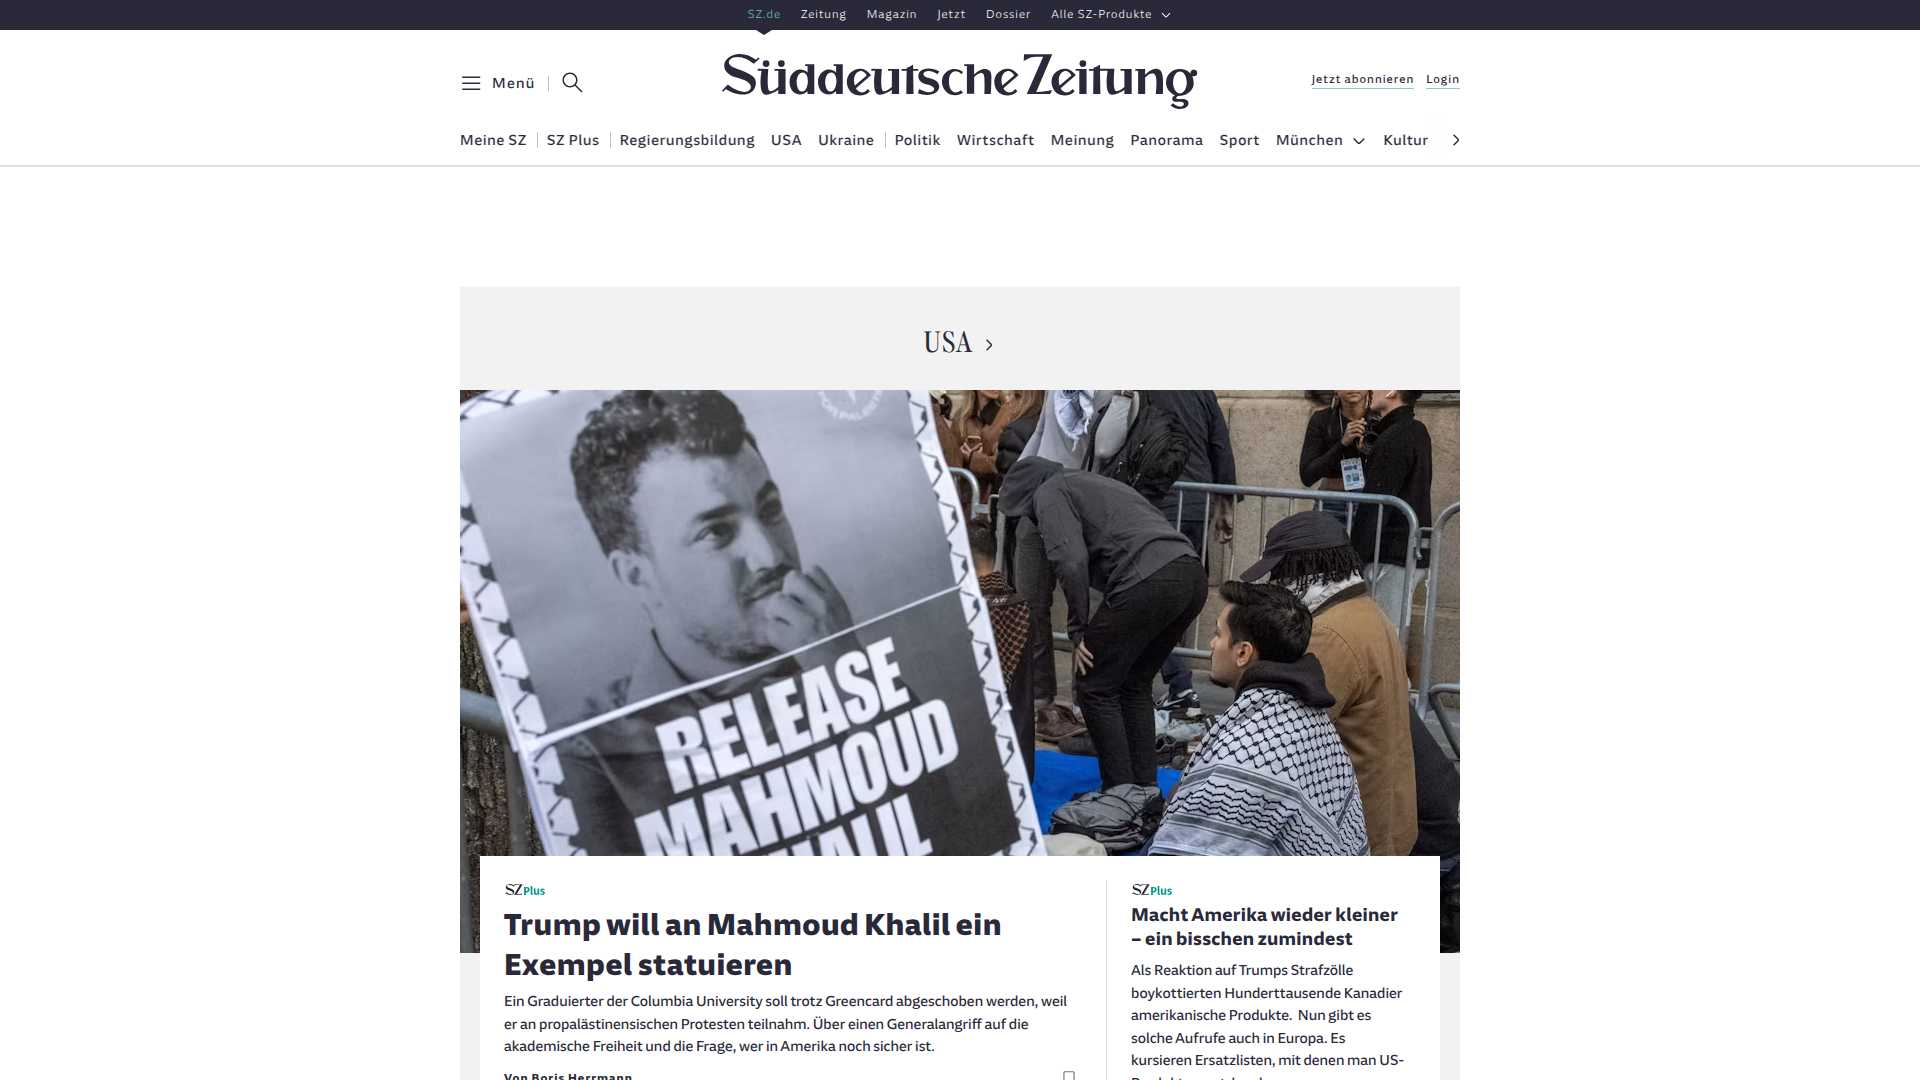 SZ.de Zeitung Magazin Jetzt Dossier Alle SZ-Produkte
Menü
Süddeutsche Zeitung
Jetzt abonnieren Login
Meine SZ SZ Plus Regierungsbildung USA Ukraine Politik Wirtschaft Meinung Panorama Sport München Kultur
USA
RELEASE
MAHMOUD
SZ Plus
Trump will an Mahmoud Khalil ein
Exempel statuieren
Ein Graduierter der Columbia University soll trotz Greencard abgeschoben werden, weil
er an propalästinensischen Protesten teilnahm. Über einen Generalangriff auf die
akademische Freiheit und die Frage, wer in Amerika noch sicher ist.
Von Boris Herrmann
SZ Plus
Macht Amerika wieder kleiner
– ein bisschen zumindest
Als Reaktion auf Trumps Strafzölle
boykottierten Hunderttausende Kanadier
amerikanische Produkte. Nun gibt es
solche Aufrufe auch in Europa. Es
kursieren Ersatzlisten, mit denen man US-